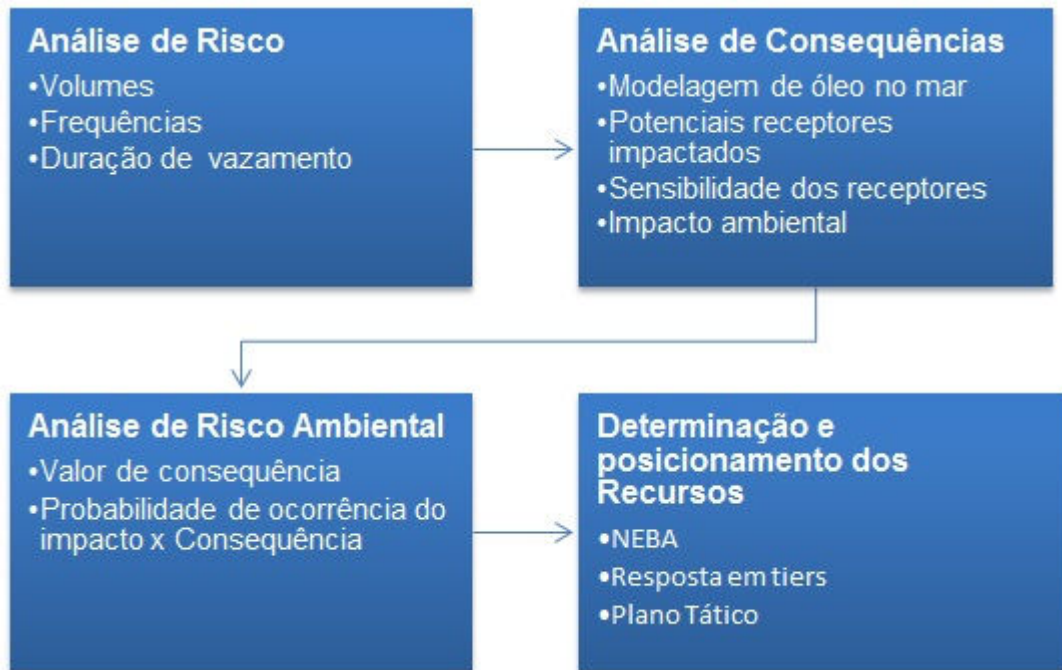 Análise de Risco
•Volumes
•Frequências
•Duração de vazamento
Análise de Consequências
•Modelagem de óleo no mar
•Potenciais receptores
impactados
•Sensibilidade dos receptores
•Impacto ambiental
Análise de Risco Ambiental
•Valor de consequência
•Probabilidade de ocorrência do
impacto x Consequência
Determinação e
posicionamento dos
Recursos
•NEBA
•Resposta em tiers
•Plano Tático